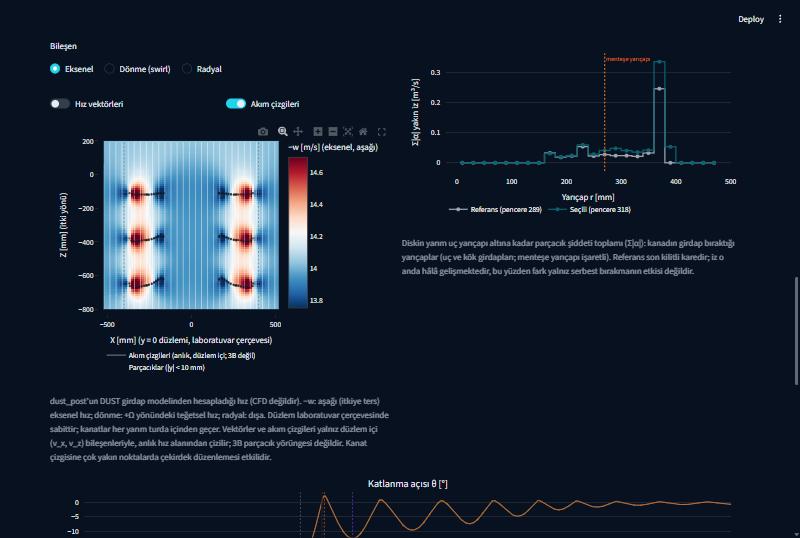 Deploy
Bileşen
Eksenel
Dönme (swirl)
Radyal
Hız vektörleri
Akım çizgileri
−w [m/s] (eksenel, aşağı)
200
0
−200
−400
−600
−800
Z [mm] (itki yönü)
14.6
14.4
14.2
14
13.8
−500
0
500
X [mm] (y = 0 düzlemi, laboratuvar çerçevesi)
Akım çizgileri (anlık, düzlem içi; 3B değil)
Parçacıklar (|y| < 10 mm)
menteşe yarıçapı
0.3
0.2
0.1
0
Σ|α| yakın iz [m³/s]
0
100
200
300
400
500
Yarıçap r [mm]
Referans (pencere 289)
Seçili (pencere 318)
Diskin yarım uç yarıçapı altına kadar parçacık şiddeti toplamı (Σ|α|): kanadın girdap bıraktığı
yarıçaplar (uç ve kök girdapları; menteşe yarıçapı işaretli). Referans son kilitli karedir; iz o
anda hâlâ gelişmektedir, bu yüzden fark yalnız serbest bırakmanın etkisi değildir.
dust_post'un DUST girdap modelinden hesapladığı hız (CFD değildir). −w: aşağı (itkiye ters)
eksenel hız; dönme: +Ω yönündeki teğetsel hız; radyal: dışa. Düzlem laboratuvar çerçevesinde
sabittir; kanatlar her yarım turda içinden geçer. Vektörler ve akım çizgileri yalnız düzlem içi
(v_x, v_z) bileşenleriyle, anlık hız alanından çizilir; 3B parçacık yörüngesi değildir. Kanat
çizgisine çok yakın noktalarda çekirdek düzenlemesi etkilidir.
Katlanma açısı θ [°]
0
−5
−10